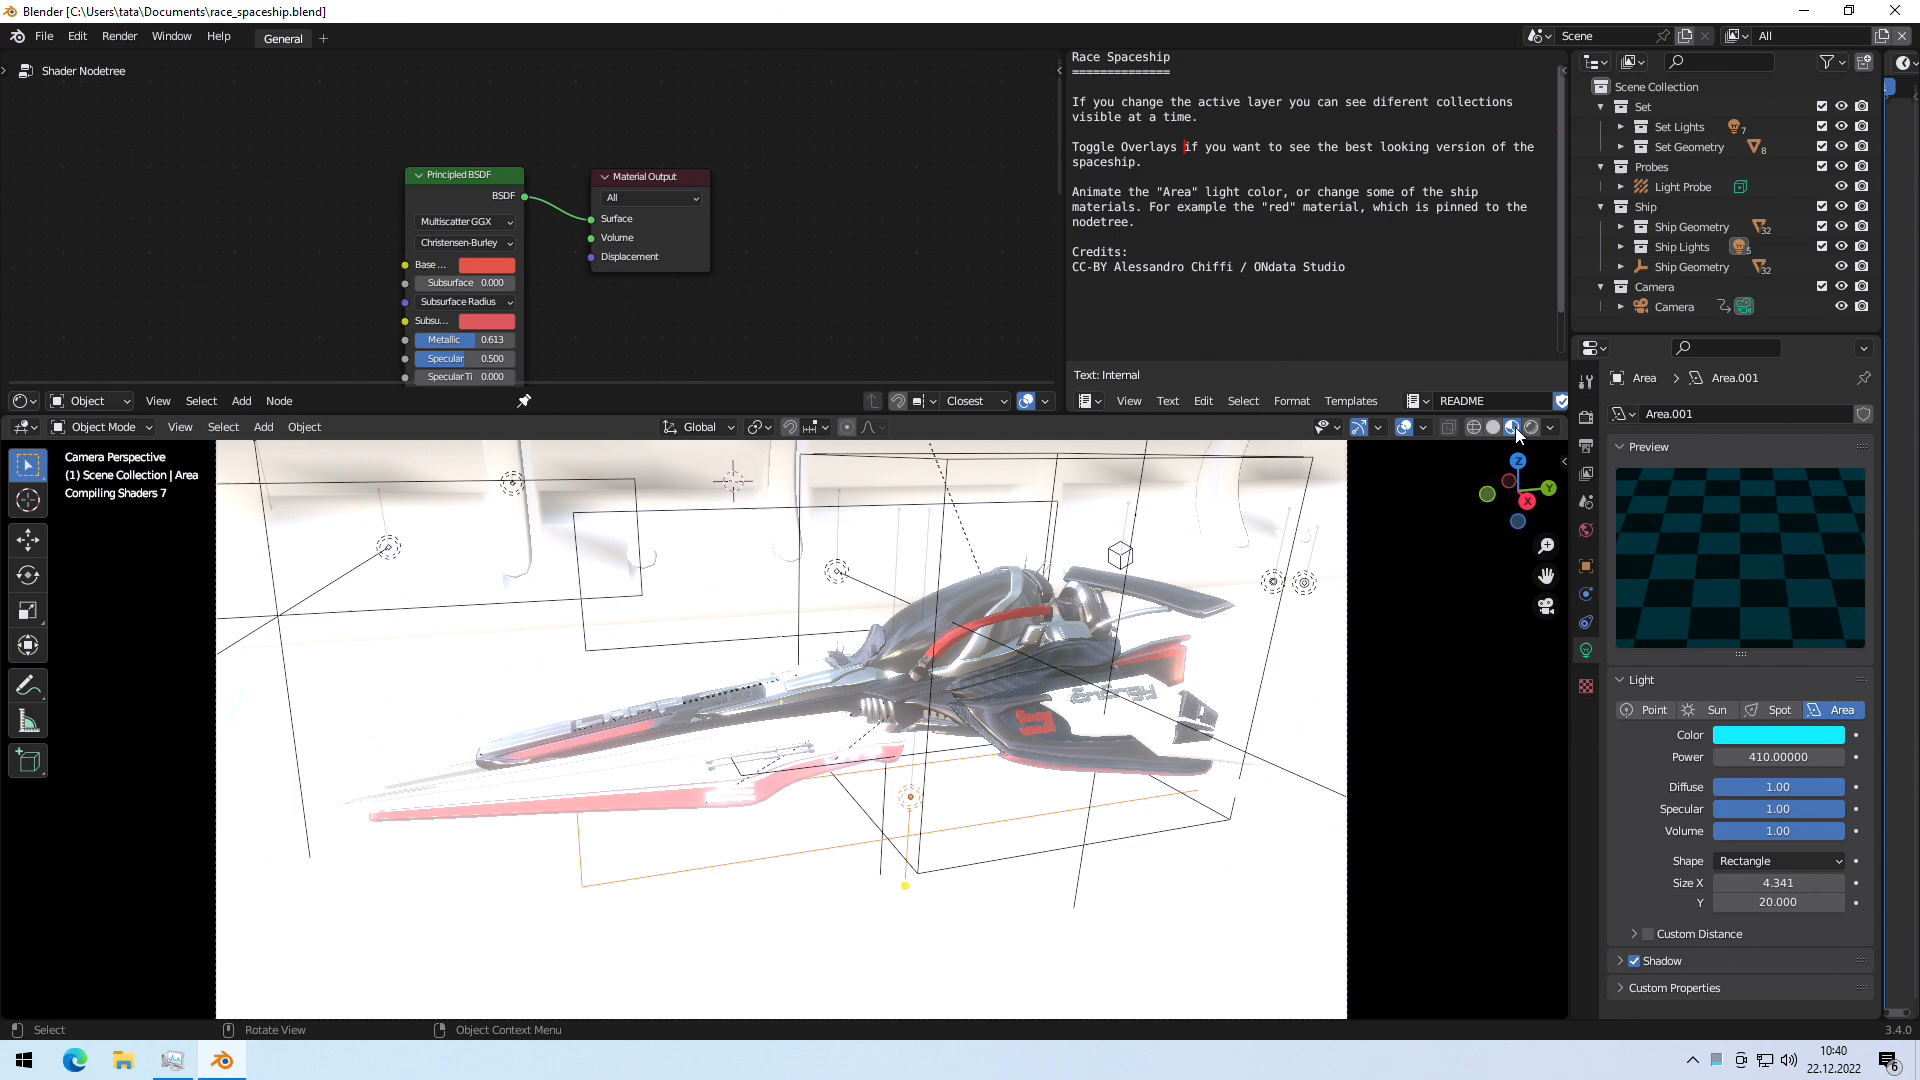 Blender [C:\Users\tata\Documents\race_spaceship.blend]
File Edit Render Window Help General
Scene All
Shader Nodetree
Principled BSDF
BSDF
Multiscatter GGX
Christensen-Burley
Base ...
Subsurface 0.000
Subsurface Radius
Subsu...
Metallic 0.613
Specular 0.500
Specular Ti 0.000
Material Output
All
Surface
Volume
Displacement
Object View Select Add Node Closest
Race Spaceship
==============
If you change the active layer you can see diferent collections
visible at a time.
Toggle Overlays if you want to see the best looking version of the
spaceship.
Animate the "Area" light color, or change some of the ship
materials. For example the "red" material, which is pinned to the
nodetree.
Credits:
CC-BY Alessandro Chiffi / ONdata Studio
Text: Internal
View Text Edit Select Format Templates README
Scene Collection
Set
Set Lights 7
Set Geometry 8
Probes
Light Probe
Ship
Ship Geometry 32
Ship Lights 5
Ship Geometry 32
Camera
Camera
Object Mode View Select Add Object Global
Camera Perspective
(1) Scene Collection | Area
Compiling Shaders 7
Z
Y
X
Area Area.001
Area.001
Preview
Light
Point Sun Spot Area
Color
Power 410.00000
Diffuse 1.00
Specular 1.00
Volume 1.00
Shape Rectangle
Size X 4.341
Y 20.000
Custom Distance
Shadow
Custom Properties
Select Rotate View Object Context Menu 3.4.0
10:40
22.12.2022
6